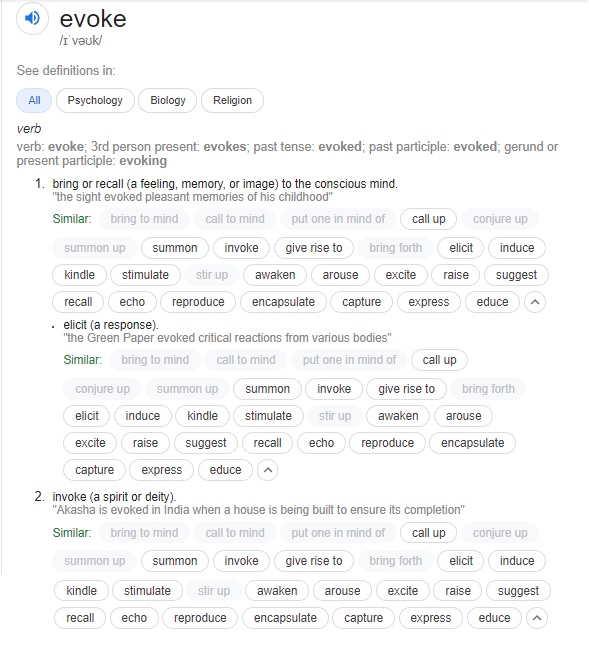 evoke
/ɪˈvəʊk/
See definitions in:
All Psychology Biology Religion
verb
verb: evoke; 3rd person present: evokes; past tense: evoked; past participle: evoked; gerund or
present participle: evoking
1. bring or recall (a feeling, memory, or image) to the conscious mind.
"the sight evoked pleasant memories of his childhood"
Similar: bring to mind call to mind put one in mind of call up conjure up
summon up summon invoke give rise to bring forth elicit induce
kindle stimulate stir up awaken arouse excite raise suggest
recall echo reproduce encapsulate capture express educe
• elicit (a response).
"the Green Paper evoked critical reactions from various bodies"
Similar: bring to mind call to mind put one in mind of call up
conjure up summon up summon invoke give rise to bring forth
elicit induce kindle stimulate stir up awaken arouse
excite raise suggest recall echo reproduce encapsulate
capture express educe
2. invoke (a spirit or deity).
"Akasha is evoked in India when a house is being built to ensure its completion"
Similar: bring to mind call to mind put one in mind of call up conjure up
summon up summon invoke give rise to bring forth elicit induce
kindle stimulate stir up awaken arouse excite raise suggest
recall echo reproduce encapsulate capture express educe